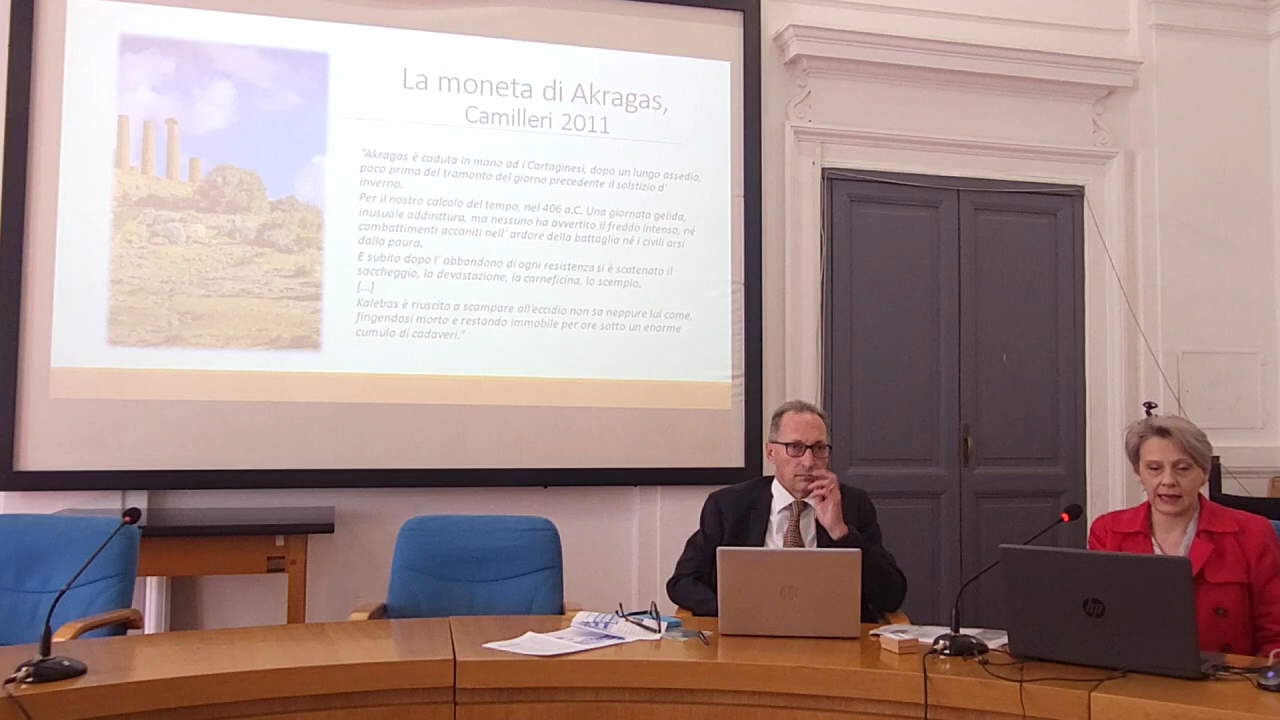 La moneta di Akragas,
Camilleri 2011
"Akragas è caduta in mano ad i Cartaginesi, dopo un lungo assedio,
poco prima del tramonto del giorno precedente il solstizio d'
inverno.
Per il nostro calcolo del tempo, nel 406 a.C. Una giornata gelida,
inusuale addirittura, ma nessuno ha avvertito il freddo intenso, né
combattimenti accaniti nell' ardore della battaglia né i civili arsi
dalla paura.
E subito dopo l' abbandono di ogni resistenza si è scatenato il
saccheggio, la devastazione, la carneficina, lo scempio.
[...]
Kalebas è riuscito a scampare all'eccidio non sa neppure lui come,
fingendosi morto e restando immobile per ore sotto un enorme
cumulo di cadaveri."
hp
hp